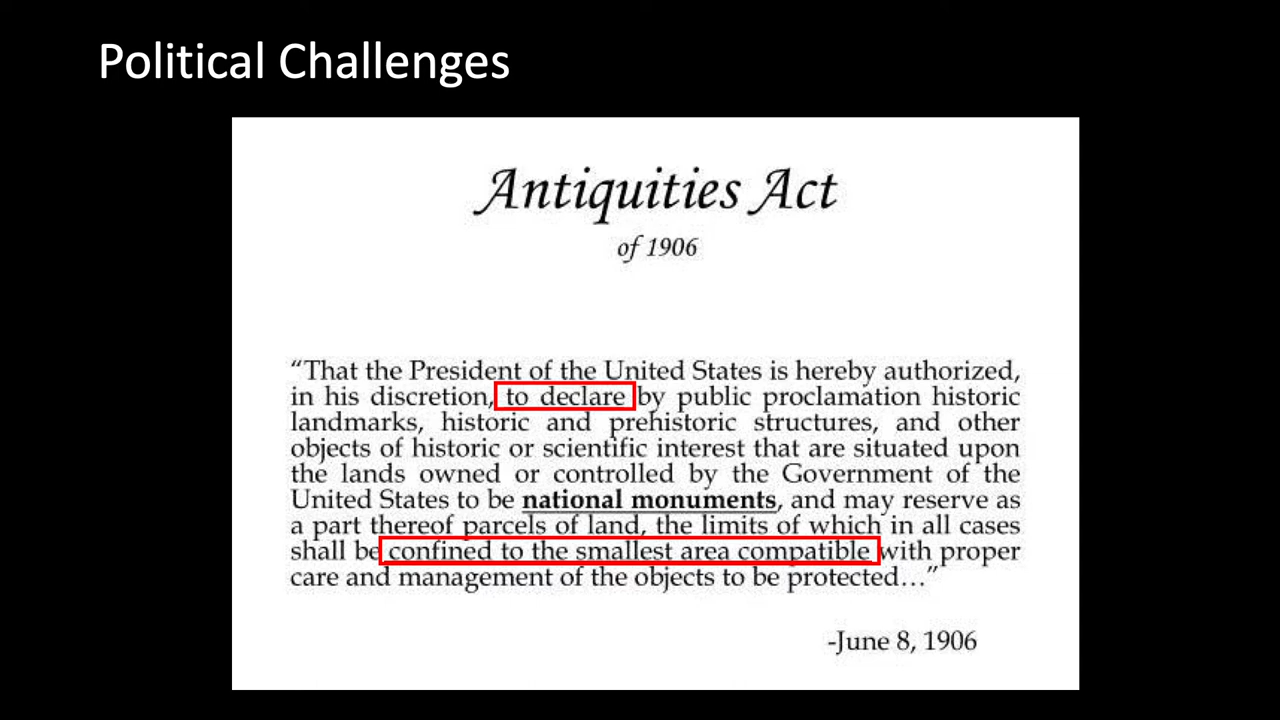 Political Challenges
Antiquities Act
of 1906
“That the President of the United States is hereby authorized,
in his discretion, to declare by public proclamation historic
landmarks, historic and prehistoric structures, and other
objects of historic or scientific interest that are situated upon
the lands owned or controlled by the Government of the
United States to be national monuments, and may reserve as
a part thereof parcels of land, the limits of which in all cases
shall be confined to the smallest area compatible with proper
care and management of the objects to be protected…”
-June 8, 1906